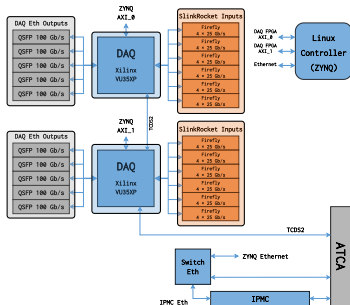 DAQ Eth Outputs
QSFP 100 Gb/s
QSFP 100 Gb/s
QSFP 100 Gb/s
QSFP 100 Gb/s
QSFP 100 Gb/s
ZYNQ
AXI_0
DAQ
Xilinx
VU35XP
SlinkRocket Inputs
Firefly
4 × 25 Gb/s
Firefly
4 × 25 Gb/s
Firefly
4 × 25 Gb/s
Firefly
4 × 25 Gb/s
Firefly
4 × 25 Gb/s
Firefly
4 × 25 Gb/s
DAQ FPGA
AXI_0
DAQ FPGA
AXI_1
Ethernet
Linux
Controller
(ZYNQ)
TCDS2
DAQ Eth Outputs
QSFP 100 Gb/s
QSFP 100 Gb/s
QSFP 100 Gb/s
QSFP 100 Gb/s
QSFP 100 Gb/s
ZYNQ
AXI_1
DAQ
Xilinx
VU35XP
SlinkRocket Inputs
Firefly
4 × 25 Gb/s
Firefly
4 × 25 Gb/s
Firefly
4 × 25 Gb/s
Firefly
4 × 25 Gb/s
Firefly
4 × 25 Gb/s
Firefly
4 × 25 Gb/s
TCDS2
ATCA
Switch
Eth
ZYNQ Ethernet
IPMC Eth
IPMC